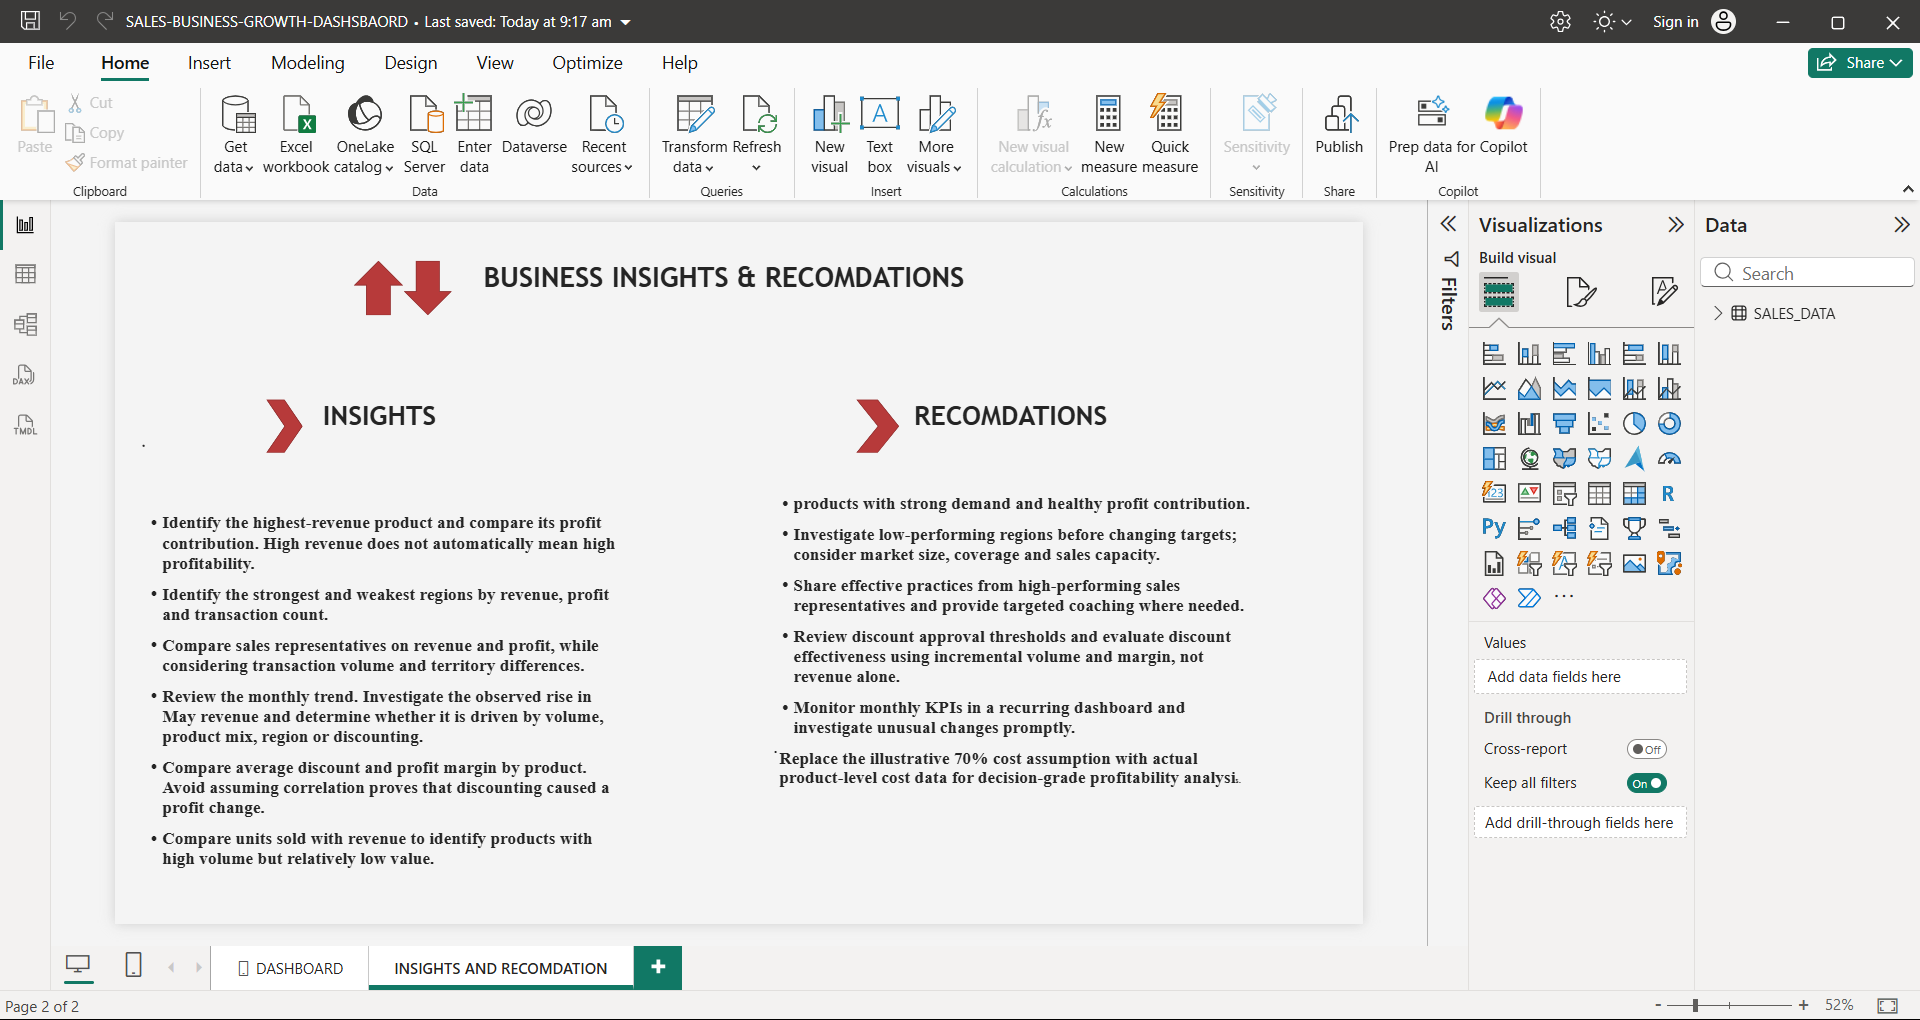 SALES-BUSINESS-GROWTH-DASHSBAORD • Last saved: Today at 9:17 am
Sign in
File Home Insert Modeling Design View Optimize Help
Share
Paste
Cut
Copy
Format painter
Clipboard
Get data
Excel workbook
OneLake catalog
SQL Server
Enter data
Dataverse
Recent sources
Data
Transform data
Refresh
Queries
New visual
Text box
More visuals
Insert
New visual calculation
New measure
Quick measure
Calculations
Sensitivity
Sensitivity
Publish
Share
Prep data for AI
Copilot
Copilot
DAX
TMDL
BUSINESS INSIGHTS & RECOMDATIONS
INSIGHTS
• Identify the highest-revenue product and compare its profit
contribution. High revenue does not automatically mean high
profitability.
• Identify the strongest and weakest regions by revenue, profit
and transaction count.
• Compare sales representatives on revenue and profit, while
considering transaction volume and territory differences.
• Review the monthly trend. Investigate the observed rise in
May revenue and determine whether it is driven by volume,
product mix, region or discounting.
• Compare average discount and profit margin by product.
Avoid assuming correlation proves that discounting caused a
profit change.
• Compare units sold with revenue to identify products with
high volume but relatively low value.
RECOMDATIONS
• products with strong demand and healthy profit contribution.
• Investigate low-performing regions before changing targets;
consider market size, coverage and sales capacity.
• Share effective practices from high-performing sales
representatives and provide targeted coaching where needed.
• Review discount approval thresholds and evaluate discount
effectiveness using incremental volume and margin, not
revenue alone.
• Monitor monthly KPIs in a recurring dashboard and
investigate unusual changes promptly.
Replace the illustrative 70% cost assumption with actual
product-level cost data for decision-grade profitability analysi.
Filters
Visualizations
Build visual
123
R
Py
Values
Add data fields here
Drill through
Cross-report
Off
Keep all filters
On
Add drill-through fields here
Data
Search
SALES_DATA
DASHBOARD
INSIGHTS AND RECOMDATION
+
Page 2 of 2
- + 52%